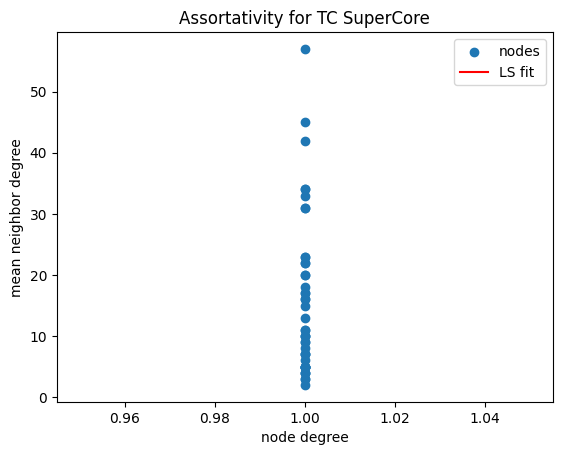 Assortativity for TC SuperCore
nodes
LS fit
mean neighbor degree
50
40
30
20
10
0
0.96
0.98
1.00
1.02
1.04
node degree